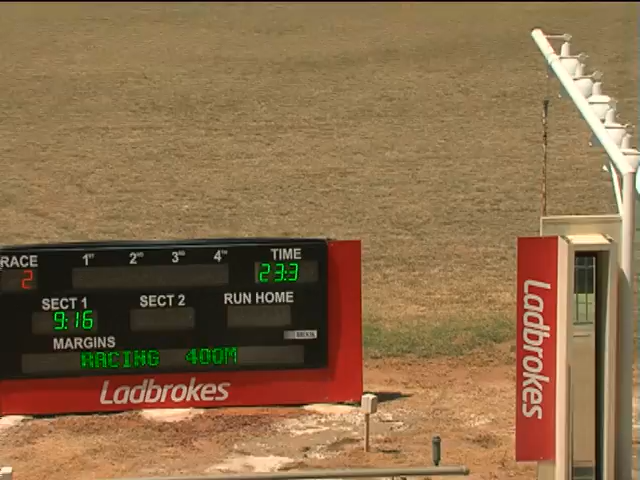 RACE 1ST 2ND 3RD 4TH TIME
2 23:3
SECT 1 SECT 2 RUN HOME
9:16
MARGINS
RACING 400M
Ladbrokes
Ladbrokes